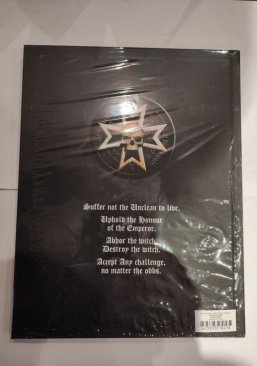 Suffer not the Unclean to live.
Uphold the Honour
of the Emperor.
Abhor the witch.
Destroy the witch.
Accept Any challenge,
no matter the odds.